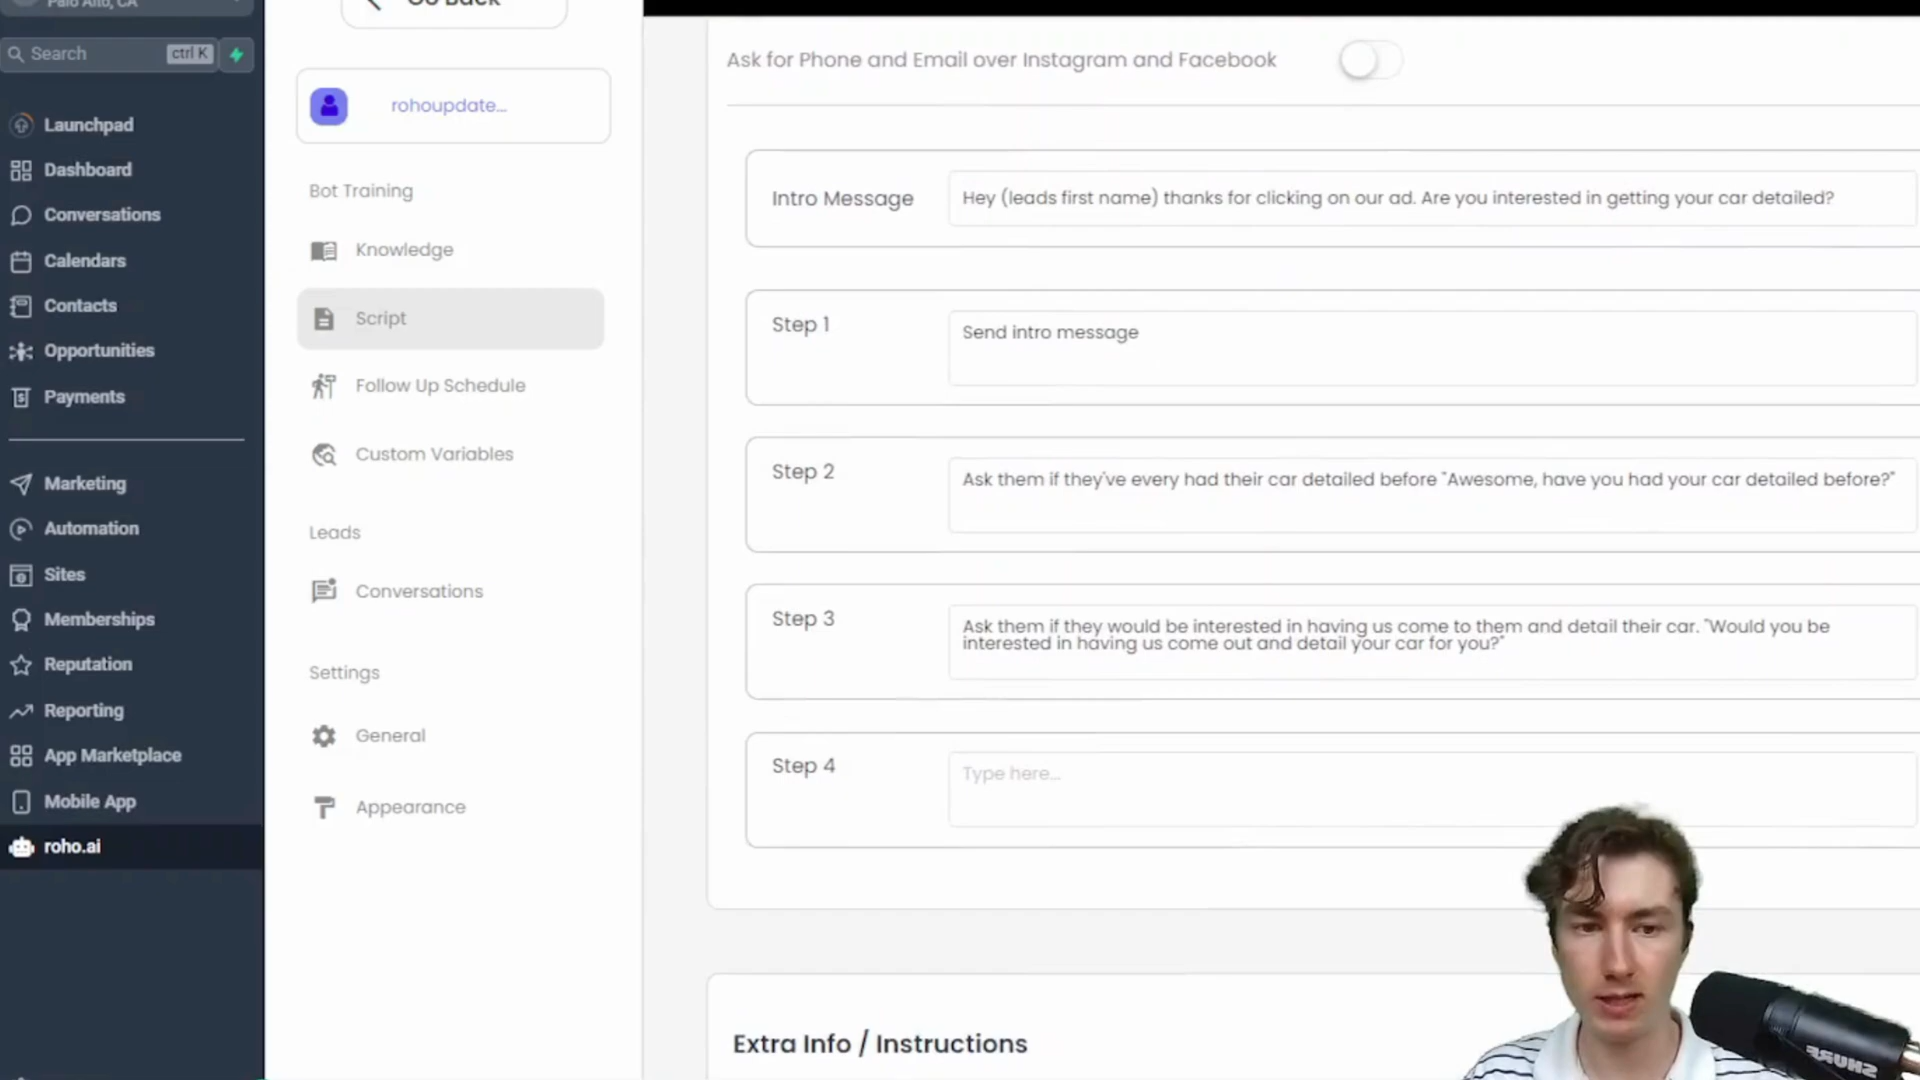 Palo Alto, CA
Search
ctrl K
Launchpad
Dashboard
Conversations
Calendars
Contacts
Opportunities
Payments
Marketing
Automation
Sites
Memberships
Reputation
Reporting
App Marketplace
Mobile App
roho.ai
Go Back
rohoupdate...
Bot Training
Knowledge
Script
Follow Up Schedule
Custom Variables
Leads
Conversations
Settings
General
Appearance
Ask for Phone and Email over Instagram and Facebook
Intro Message
Hey (leads first name) thanks for clicking on our ad. Are you interested in getting your car detailed?
Step 1
Send intro message
Step 2
Ask them if they've every had their car detailed before "Awesome, have you had your car detailed before?"
Step 3
Ask them if they would be interested in having us come to them and detail their car. "Would you be
interested in having us come out and detail your car for you?"
Step 4
Type here...
Extra Info / Instructions
SHURE